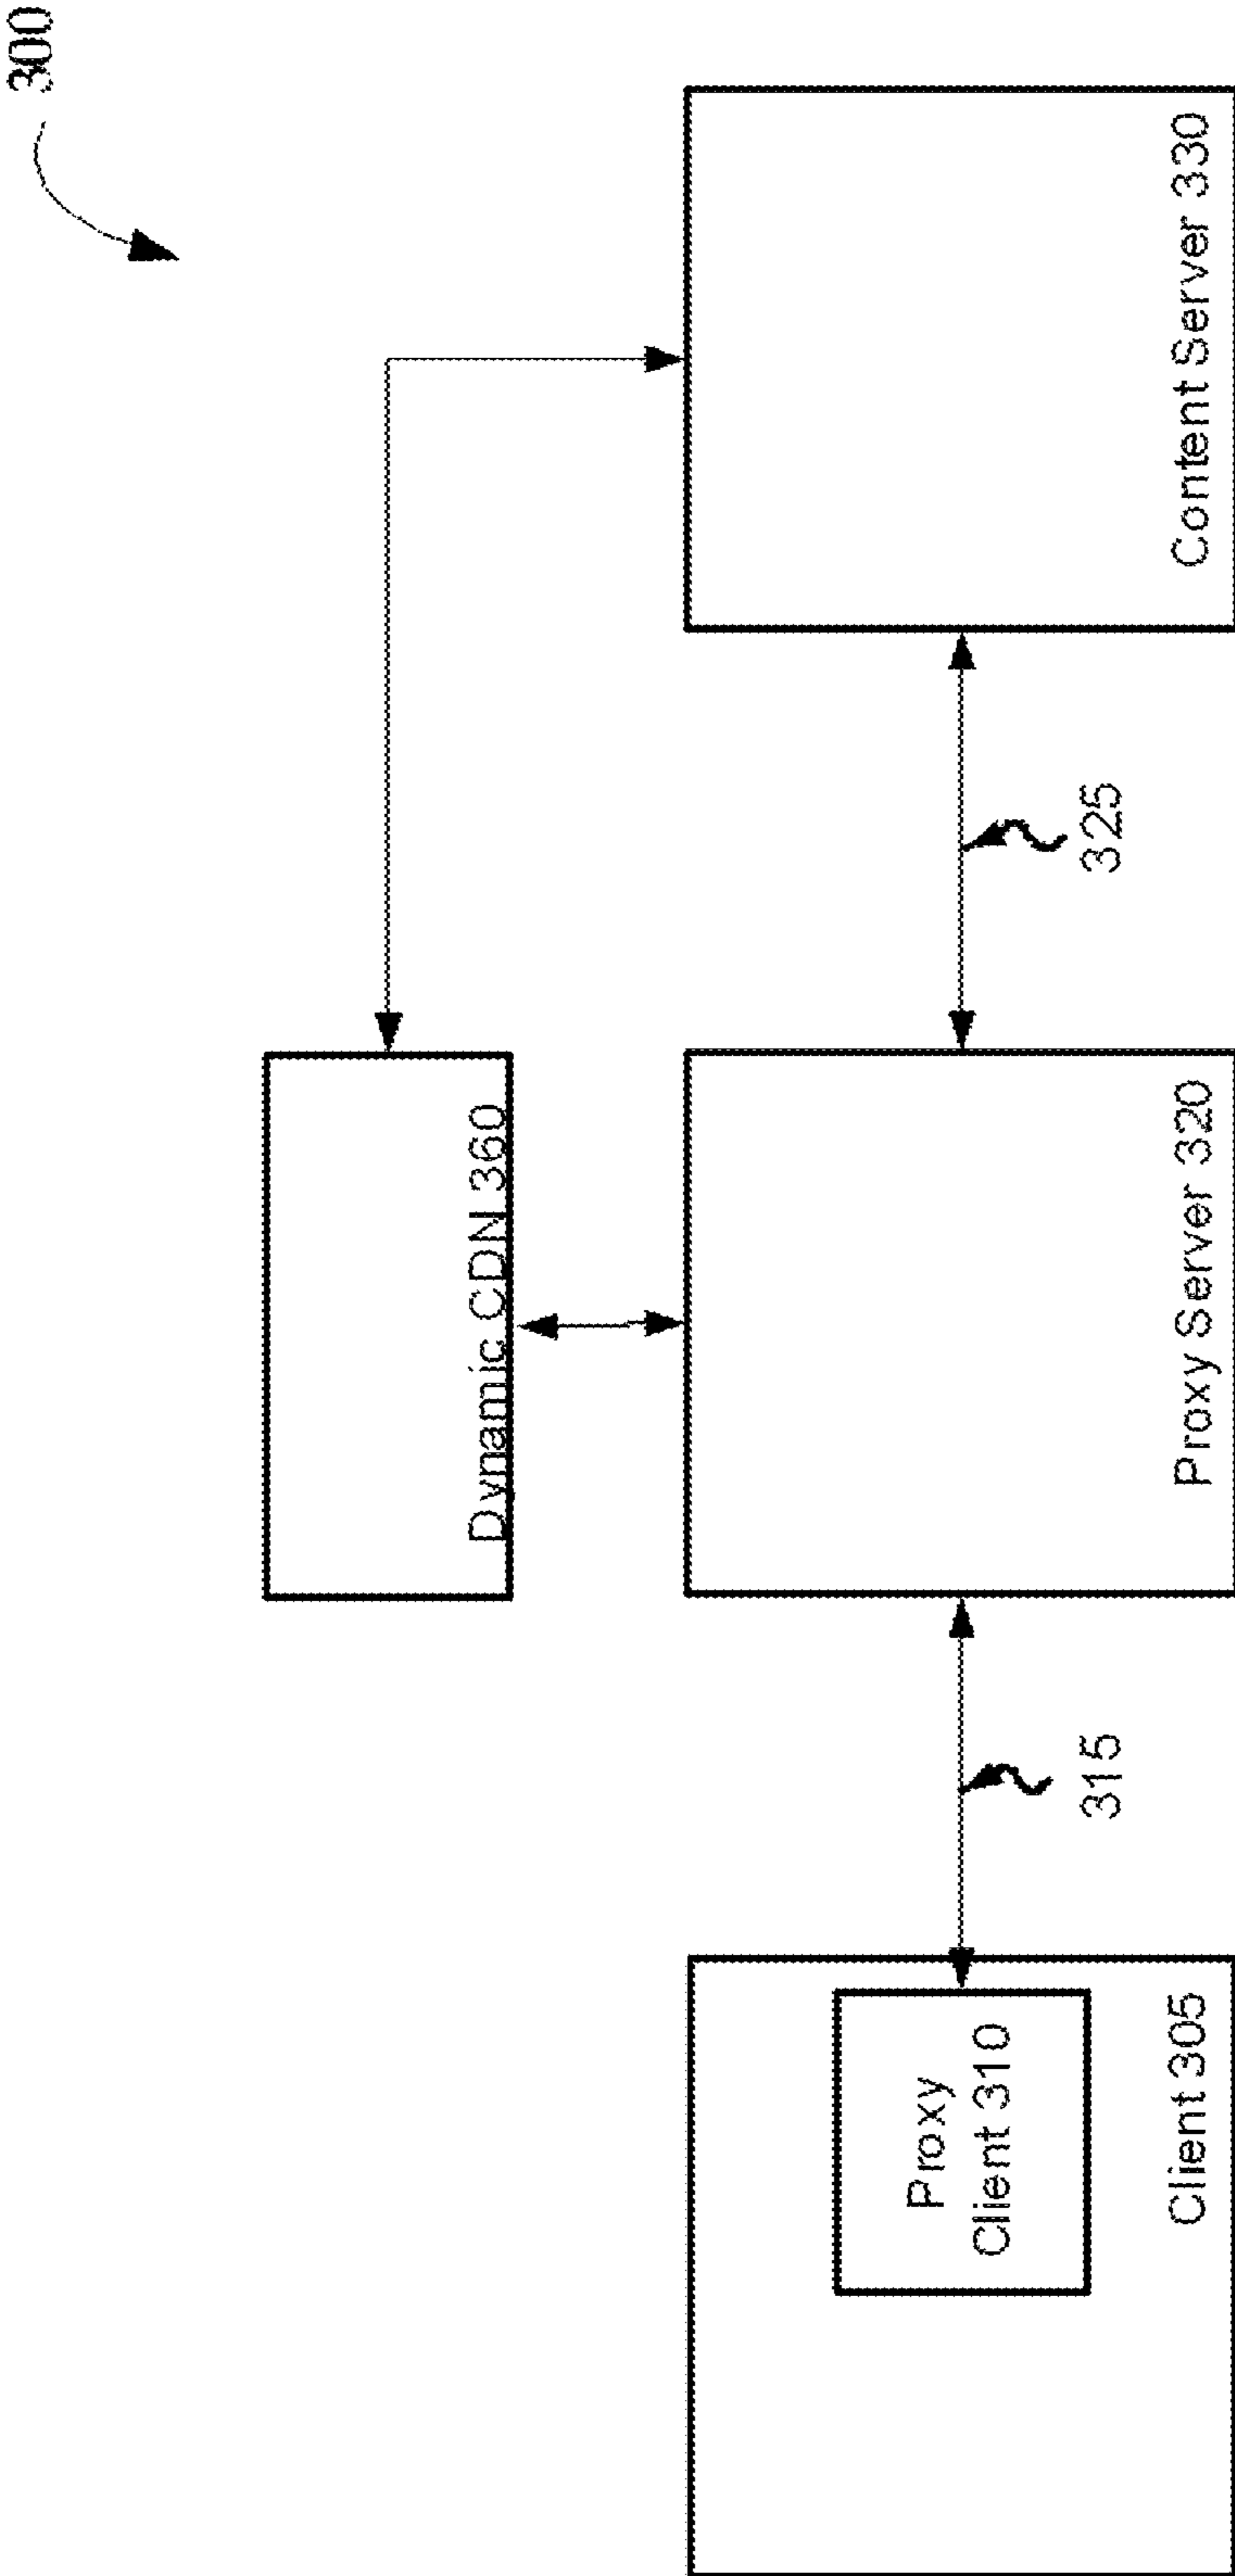 300
Dynamic CDN 360
Proxy
Client 310
Client 305
315
Proxy Server 320
325
Content Server 330